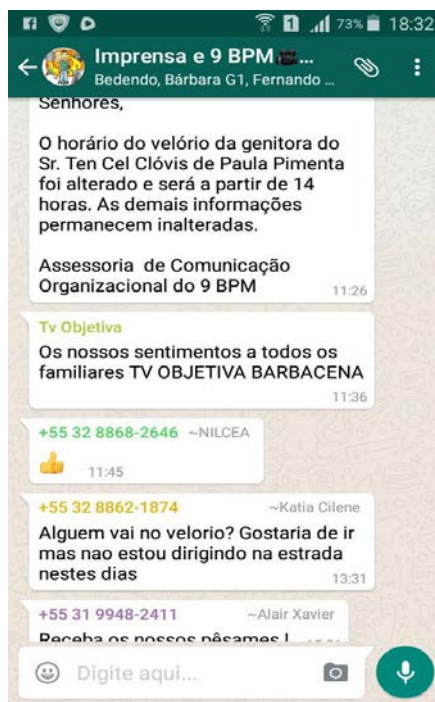 73% 18:32
Imprensa e 9 BPM ...
Bedendo, Bárbara G1, Fernando ...
Senhores,
O horário do velório da genitora do
Sr. Ten Cel Clóvis de Paula Pimenta
foi alterado e será a partir de 14
horas. As demais informações
permanecem inalteradas.
Assessoria de Comunicação
Organizacional do 9 BPM
11:26
Tv Objetiva
Os nossos sentimentos a todos os
familiares TV OBJETIVA BARBACENA
11:36
+55 32 8868-2646 ~NILCEA
👍 11:45
+55 32 8862-1874 ~Katia Cilene
Alguem vai no velorio? Gostaria de ir
mas nao estou dirigindo na estrada
nestes dias
13:31
+55 31 9948-2411 ~Alair Xavier
Receba os nossos pêsames !
Digite aqui...